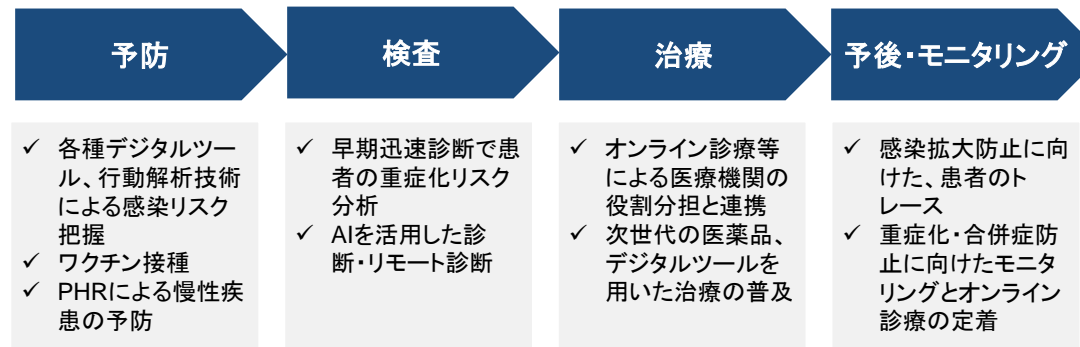 予防
各種デジタルツー
ル、行動解析技術
による感染リスク
把握
ワクチン接種
PHRによる慢性疾
患の予防
検査
早期迅速診断で患
者の重症化リスク
分析
AIを活用した診
断・リモート診断
治療
オンライン診療等
による医療機関の
役割分担と連携
次世代の医薬品、
デジタルツールを
用いた治療の普及
予後・モニタリング
感染拡大防止に向
けた、患者のト
レース
重症化・合併症防
止に向けたモニタ
リングとオンライン
診療の定着